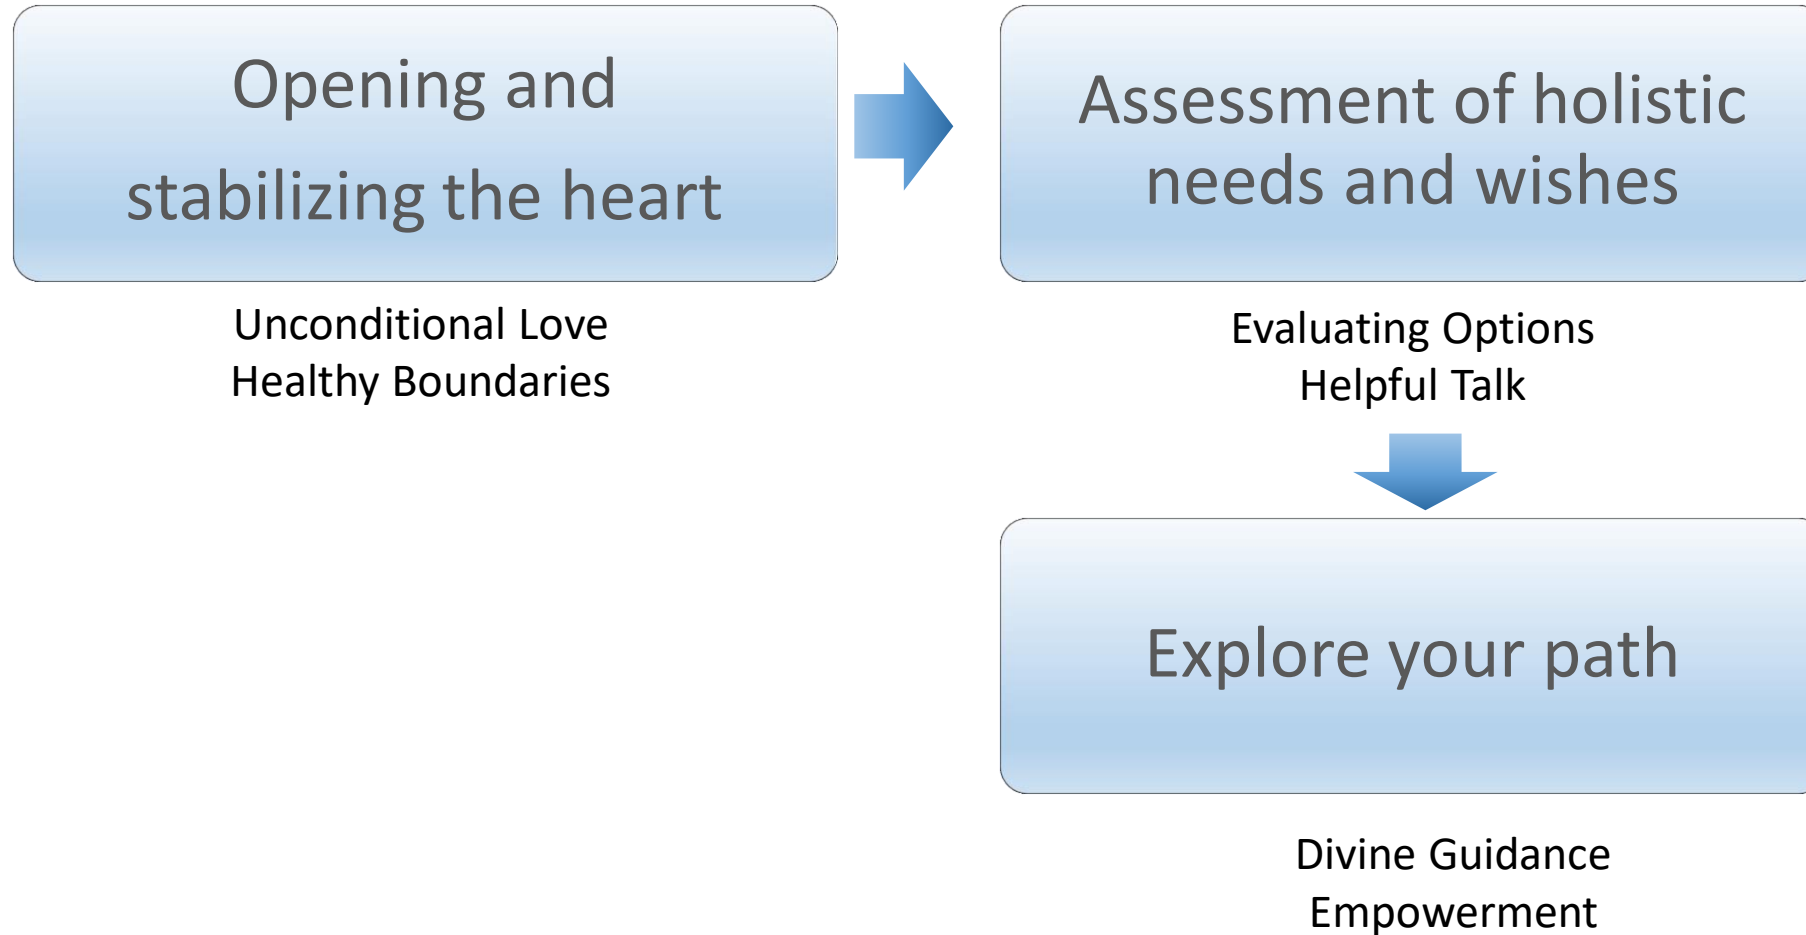 Opening and
stabilizing the heart
Unconditional Love
Healthy Boundaries
Assessment of holistic
needs and wishes
Evaluating Options
Helpful Talk
Explore your path
Divine Guidance
Empowerment